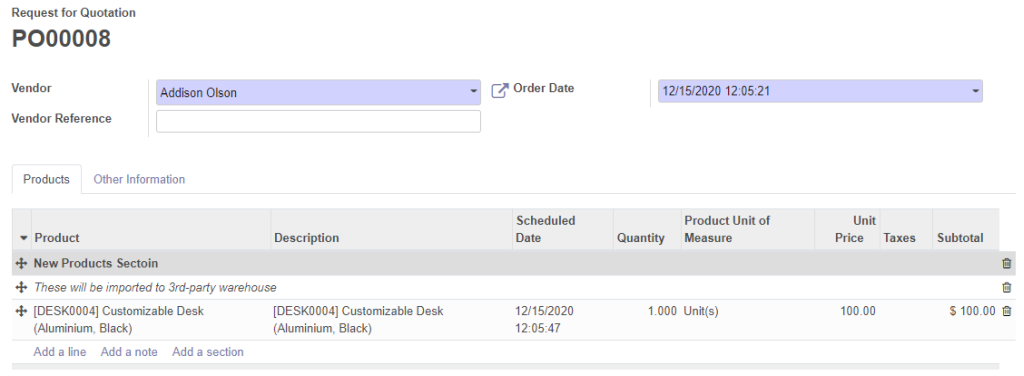 Request for Quotation
PO00008
Vendor
Addison Olson
Order Date
12/15/2020 12:05:21
Vendor Reference
Products
Other Information
Product
Description
Scheduled
Date
Quantity
Product Unit of
Measure
Unit
Price
Taxes
Subtotal
New Products Sectoin
These will be imported to 3rd-party warehouse
[DESK0004] Customizable Desk
(Aluminium, Black)
[DESK0004] Customizable Desk
(Aluminium, Black)
12/15/2020
12:05:47
1.000
Unit(s)
100.00
$ 100.00
Add a line
Add a note
Add a section